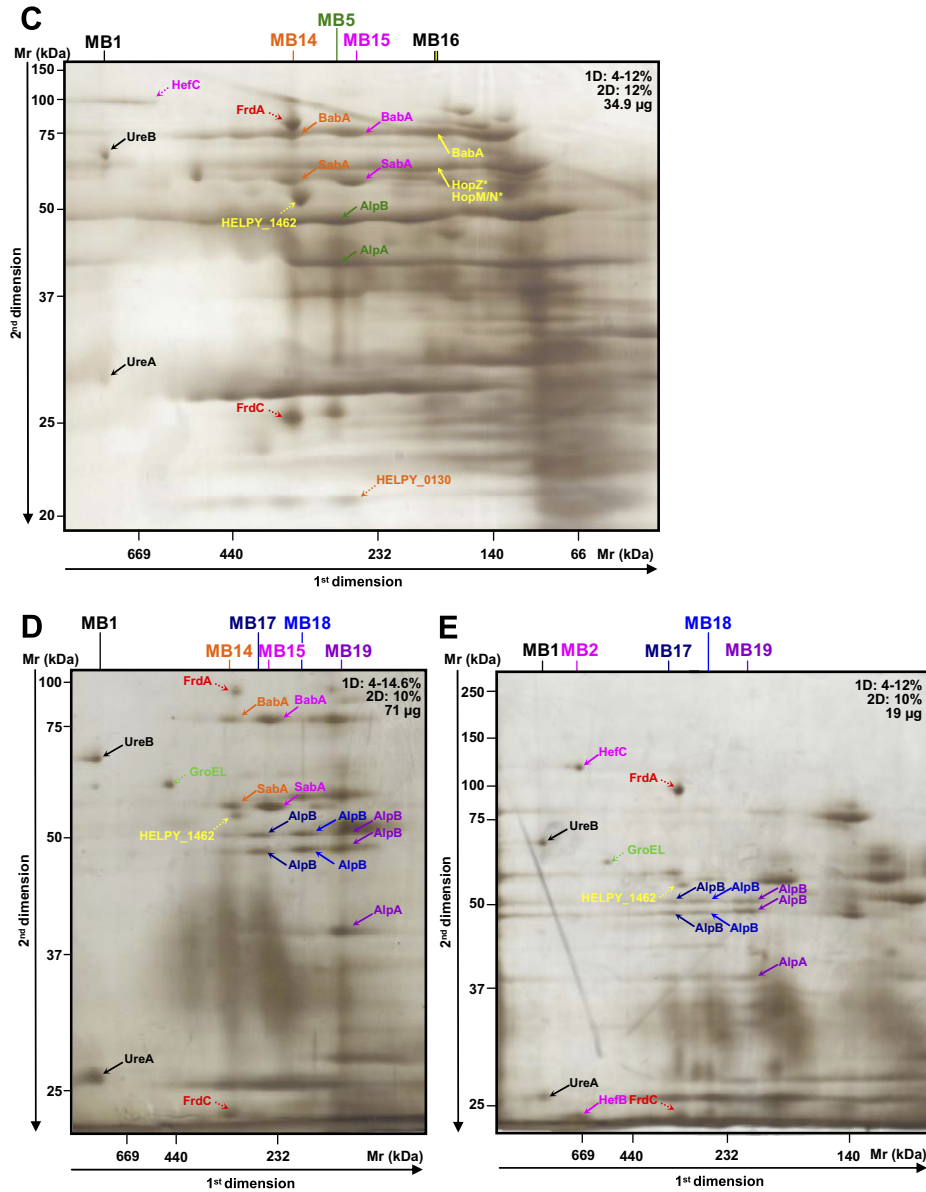 C
MB1
MB14
MB5
MB15
MB16
Mr (kDa)
150
100
75
50
37
25
20
2nd dimension
1D: 4-12%
2D: 12%
34.9 µg
HefC
FrdA
BabA
BabA
UreB
BabA
SabA
SabA
HopZ*
HopM/N*
HELPY_1462
AlpB
AlpA
UreA
FrdC
HELPY_0130
669
440
232
140
66
Mr (kDa)
1st dimension
D
MB1
MB17
MB18
MB14
MB15
MB19
Mr (kDa)
100
75
50
37
25
2nd dimension
1D: 4-14.6%
2D: 10%
71 µg
FrdA
BabA
BabA
UreB
GroEL
SabA
SabA
HELPY_1462
AlpB
AlpB
AlpB
AlpB
AlpB
AlpB
AlpA
UreA
FrdC
669
440
232
Mr (kDa)
1st dimension
E
MB18
MB1
MB2
MB17
MB19
Mr (kDa)
250
150
100
75
50
37
25
2nd dimension
1D: 4-12%
2D: 10%
19 µg
HefC
FrdA
UreB
GroEL
HELPY_1462
AlpB
AlpB
AlpB
AlpB
AlpB
AlpB
AlpA
UreA
HefB
FrdC
669
440
232
140
Mr (kDa)
1st dimension